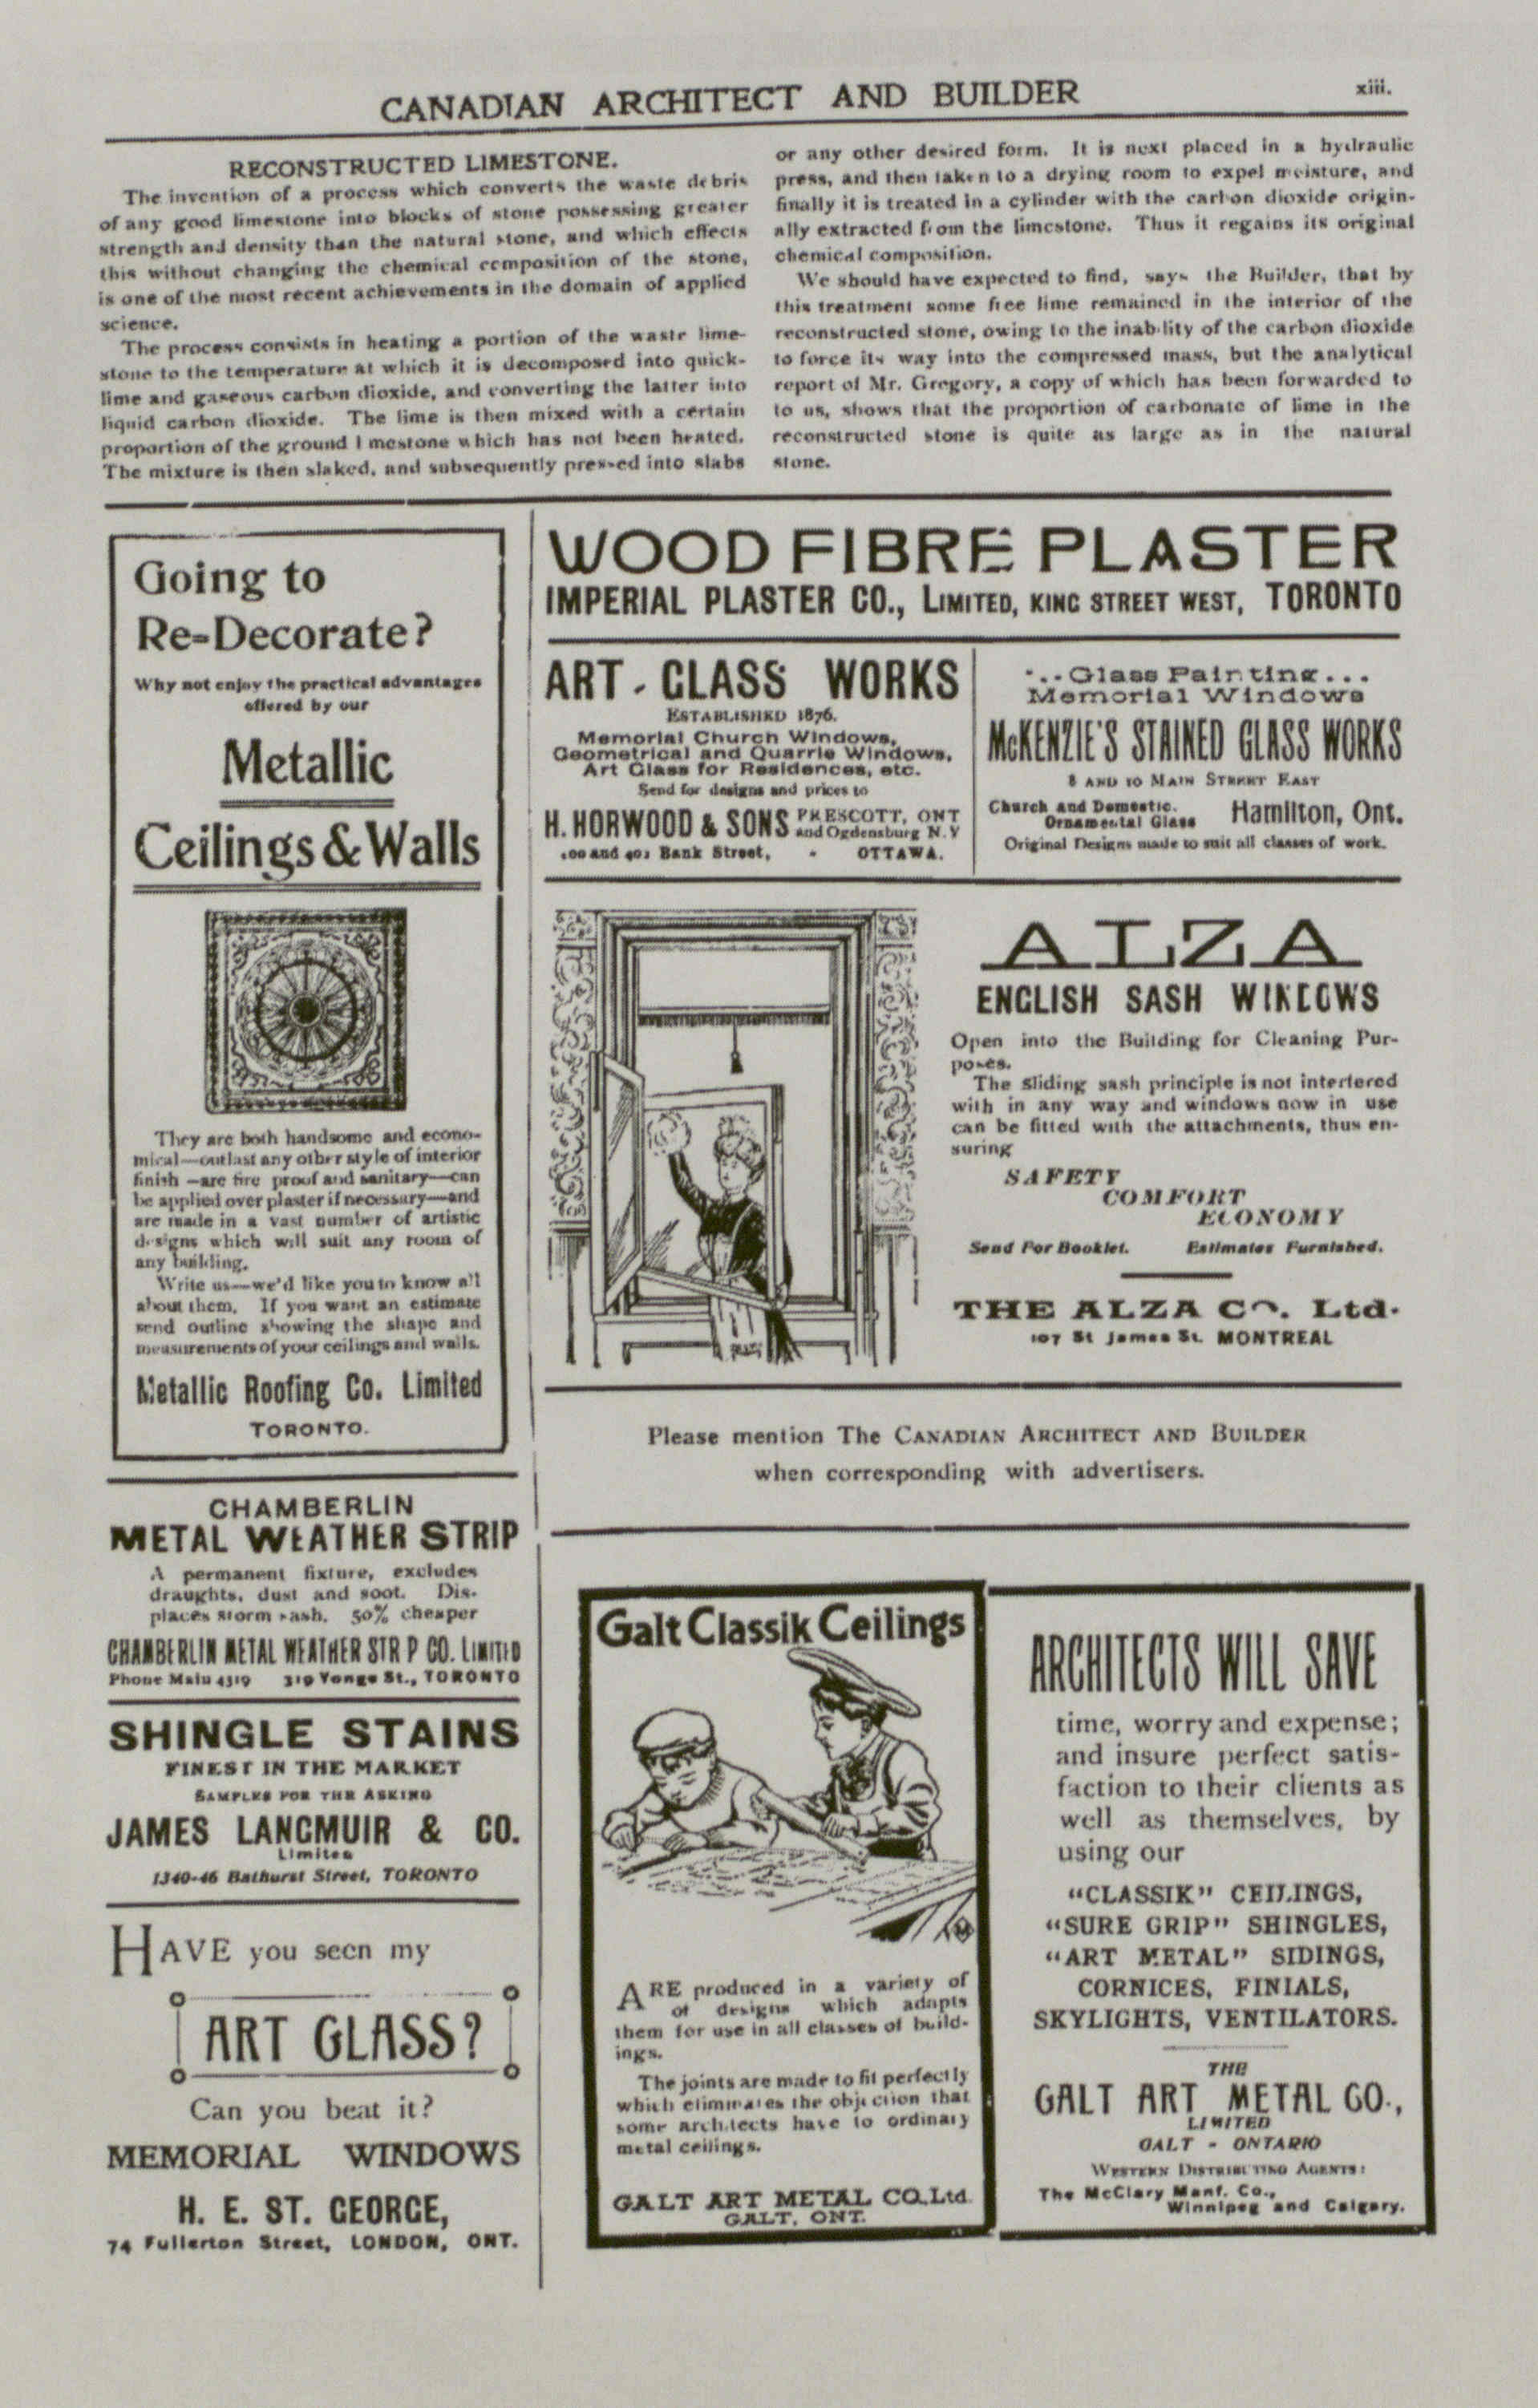 CANADIAN ARCHITECT AND BUILDER
xiii.
RECONSTRUCTED LIMESTONE.
The invention of a process which converts the waste debris
of any good limestone into blocks of stone possessing greater
strength and density than the natural stone, and which effects
this without changing the chemical composition of the stone,
is one of the most recent achievements in the domain of applied
science.
The process consists in heating a portion of the waste lime-
stone to the temperature at which it is decomposed into quick-
lime and gaseous carbon dioxide, and converting the latter into
liquid carbon dioxide. The lime is then mixed with a certain
proportion of the ground l mestone which has not been heated.
The mixture is then slaked, and subsequently pressed into slabs
or any other desired form. It is next placed in a hydraulic
press, and then taken to a drying room to expel moisture, and
finally it is treated in a cylinder with the carbon dioxide origin-
ally extracted from the limestone. Thus it regains its original
chemical composition.
We should have expected to find, says the Builder, that by
this treatment some free lime remained in the interior of the
reconstructed stone, owing to the inability of the carbon dioxide
to force its way into the compressed mass, but the analytical
report of Mr. Gregory, a copy of which has been forwarded to
to us, shows that the proportion of carbonate of lime in the
reconstructed stone is quite as large as in the natural
stone.
Going to
Re-Decorate?
Why not enjoy the practical advantages
offered by our
Metallic
Ceilings & Walls
They are both handsome and econo-
mical—outlast any other style of interior
finish—are fire proof and sanitary—can
be applied over plaster if necessary—and
are made in a vast number of artistic
designs which will suit any room of
any building.
Write us—we'd like you to know all
about them. If you want an estimate
send outline showing the shape and
measurements of your ceilings and walls.
Metallic Roofing Co. Limited
TORONTO.
CHAMBERLIN
METAL WEATHER STRIP
A permanent fixture, excludes
draughts, dust and soot. Dis-
places storm sash. 50% cheaper
CHAMBERLIN METAL WEATHER STR P CO. LIMITED
Phone Main 4319 319 Yonge St., TORONTO
SHINGLE STAINS
FINEST IN THE MARKET
SAMPLES FOR THE ASKING
JAMES LANGMUIR & CO.
Limited
1340-46 Bathurst Street, TORONTO
HAVE you seen my
ART GLASS?
Can you beat it?
MEMORIAL WINDOWS
H. E. ST. GEORGE,
74 Fullerton Street, LONDON, ONT.
WOOD FIBRE PLASTER
IMPERIAL PLASTER CO., LIMITED, KING STREET WEST, TORONTO
ART - GLASS WORKS
ESTABLISHED 1876.
Memorial Church Windows,
Geometrical and Quarrie Windows,
Art Glass for Residences, etc.
Send for designs and prices to
H. HORWOOD & SONS PRESCOTT, ONT
and Ogdensburg N. Y
and Bank Street, - OTTAWA.
...Glass Painting...
Memorial Windows
McKENZIE'S STAINED GLASS WORKS
8 AND 10 MAIN STREET EAST
Church and Domestic.
Ornamental Glass Hamilton, Ont.
Original Designs made to suit all classes of work.
ALZA
ENGLISH SASH WINDOWS
Open into the Building for Cleaning Pur-
poses.
The sliding sash principle is not interfered
with in any way and windows now in use
can be fitted with the attachments, thus en-
suring
SAFETY
COMFORT
ECONOMY
Send For Booklet. Estimates Furnished.
THE ALZA Co. Ltd.
107 St James St. MONTREAL
Please mention The CANADIAN ARCHITECT AND BUILDER
when corresponding with advertisers.
Galt Classik Ceilings
ARE produced in a variety of
of designs which adapts
them for use in all classes of build-
ings.
The joints are made to fit perfectly
which eliminates the objection that
some architects have to ordinary
metal ceilings.
GALT ART METAL CO. Ltd
GALT. ONT.
ARCHITECTS WILL SAVE
time, worry and expense;
and insure perfect satis-
faction to their clients as
well as themselves, by
using our
"CLASSIK" CEILINGS,
"SURE GRIP" SHINGLES,
"ART METAL" SIDINGS,
CORNICES, FINIALS,
SKYLIGHTS, VENTILATORS.
THE
GALT ART METAL CO.,
LIMITED
GALT - ONTARIO
WESTERN DISTRIBUTING AGENTS:
The McClary Manf. Co.,
Winnipeg and Calgary.